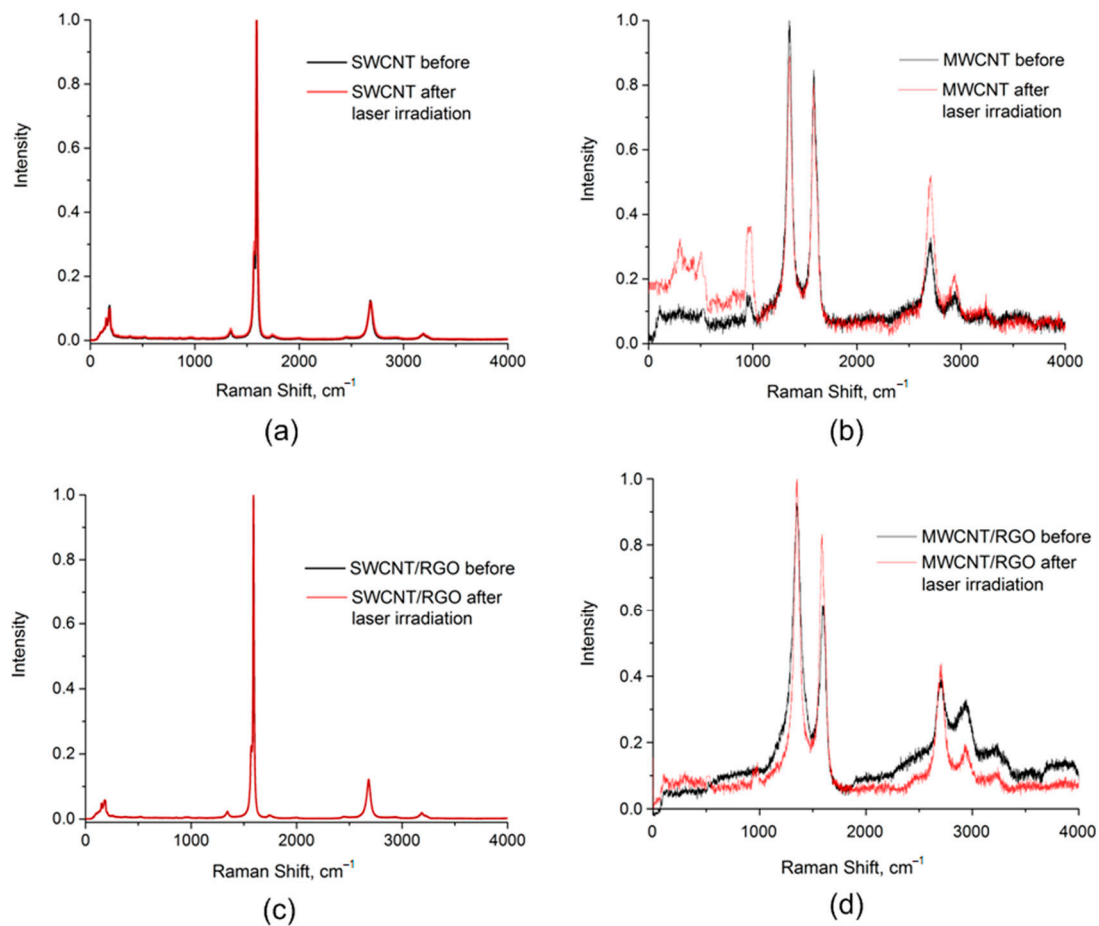 1.0
0.8
0.6
0.4
0.2
0.0
Intensity
SWCNT before
SWCNT after
laser irradiation
0 1000 2000 3000 4000
Raman Shift, cm⁻¹
(a)
1.0
0.8
0.6
0.4
0.2
0.0
Intensity
MWCNT before
MWCNT after
laser irradiation
0 1000 2000 3000 4000
Raman Shift, cm⁻¹
(b)
1.0
0.8
0.6
0.4
0.2
0.0
Intensity
SWCNT/RGO before
SWCNT/RGO after
laser irradiation
0 1000 2000 3000 4000
Raman Shift, cm⁻¹
(c)
1.0
0.8
0.6
0.4
0.2
0.0
Intensity
MWCNT/RGO before
MWCNT/RGO after
laser irradiation
0 1000 2000 3000 4000
Raman Shift, cm⁻¹
(d)